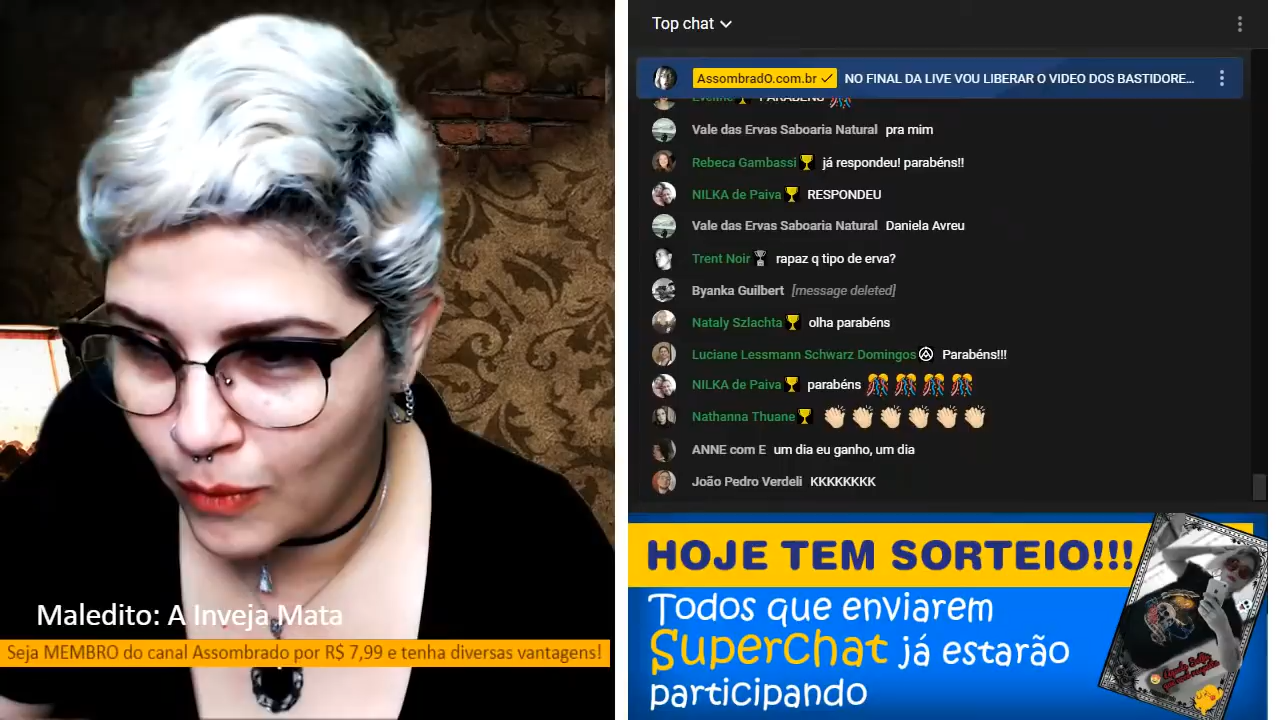 Top chat
AssombradO.com.br NO FINAL DA LIVE VOU LIBERAR O VIDEO DOS BASTIDORE...
Eveline PARABÉNS
Vale das Ervas Saboaria Natural pra mim
Rebeca Gambassi já respondeu! parabéns!!
NILKA de Paiva RESPONDEU
Vale das Ervas Saboaria Natural Daniela Avreu
Trent Noir rapaz q tipo de erva?
Byanka Guilbert [message deleted]
Nataly Szlachta olha parabéns
Luciane Lessmann Schwarz Domingos Parabéns!!!
NILKA de Paiva parabéns
Nathanna Thuane
ANNE com E um dia eu ganho, um dia
João Pedro Verdeli KKKKKKKK
Maledito: A Inveja Mata
Seja MEMBRO do canal Assombrado por R$ 7,99 e tenha diversas vantagens!
HOJE TEM SORTEIO!!!
Todos que enviarem
Superchat já estarão
participando